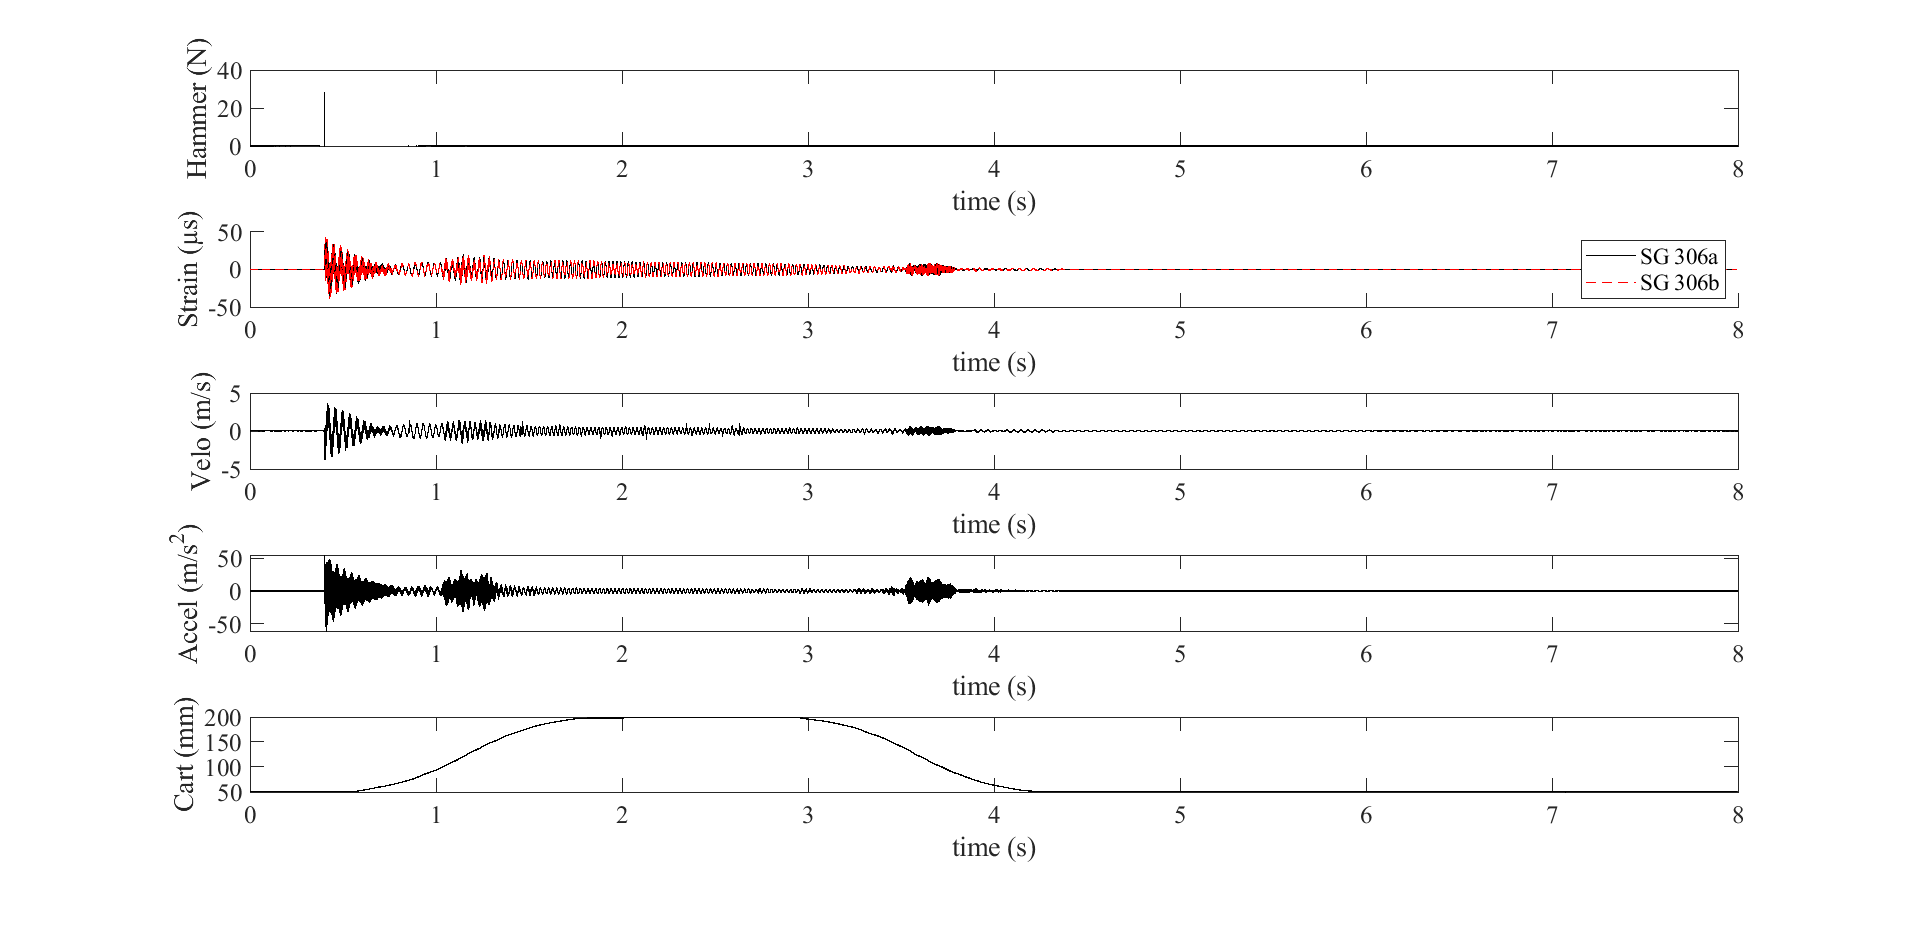 Hammer (N)
40
20
0
0 1 2 3 4 5 6 7 8
time (s)
Strain (μs)
50
0
-50
SG 306a
SG 306b
0 1 2 3 4 5 6 7 8
time (s)
Velo (m/s)
5
0
-5
0 1 2 3 4 5 6 7 8
time (s)
Accel (m/s²)
50
0
-50
0 1 2 3 4 5 6 7 8
time (s)
Cart (mm)
200
150
100
50
0 1 2 3 4 5 6 7 8
time (s)